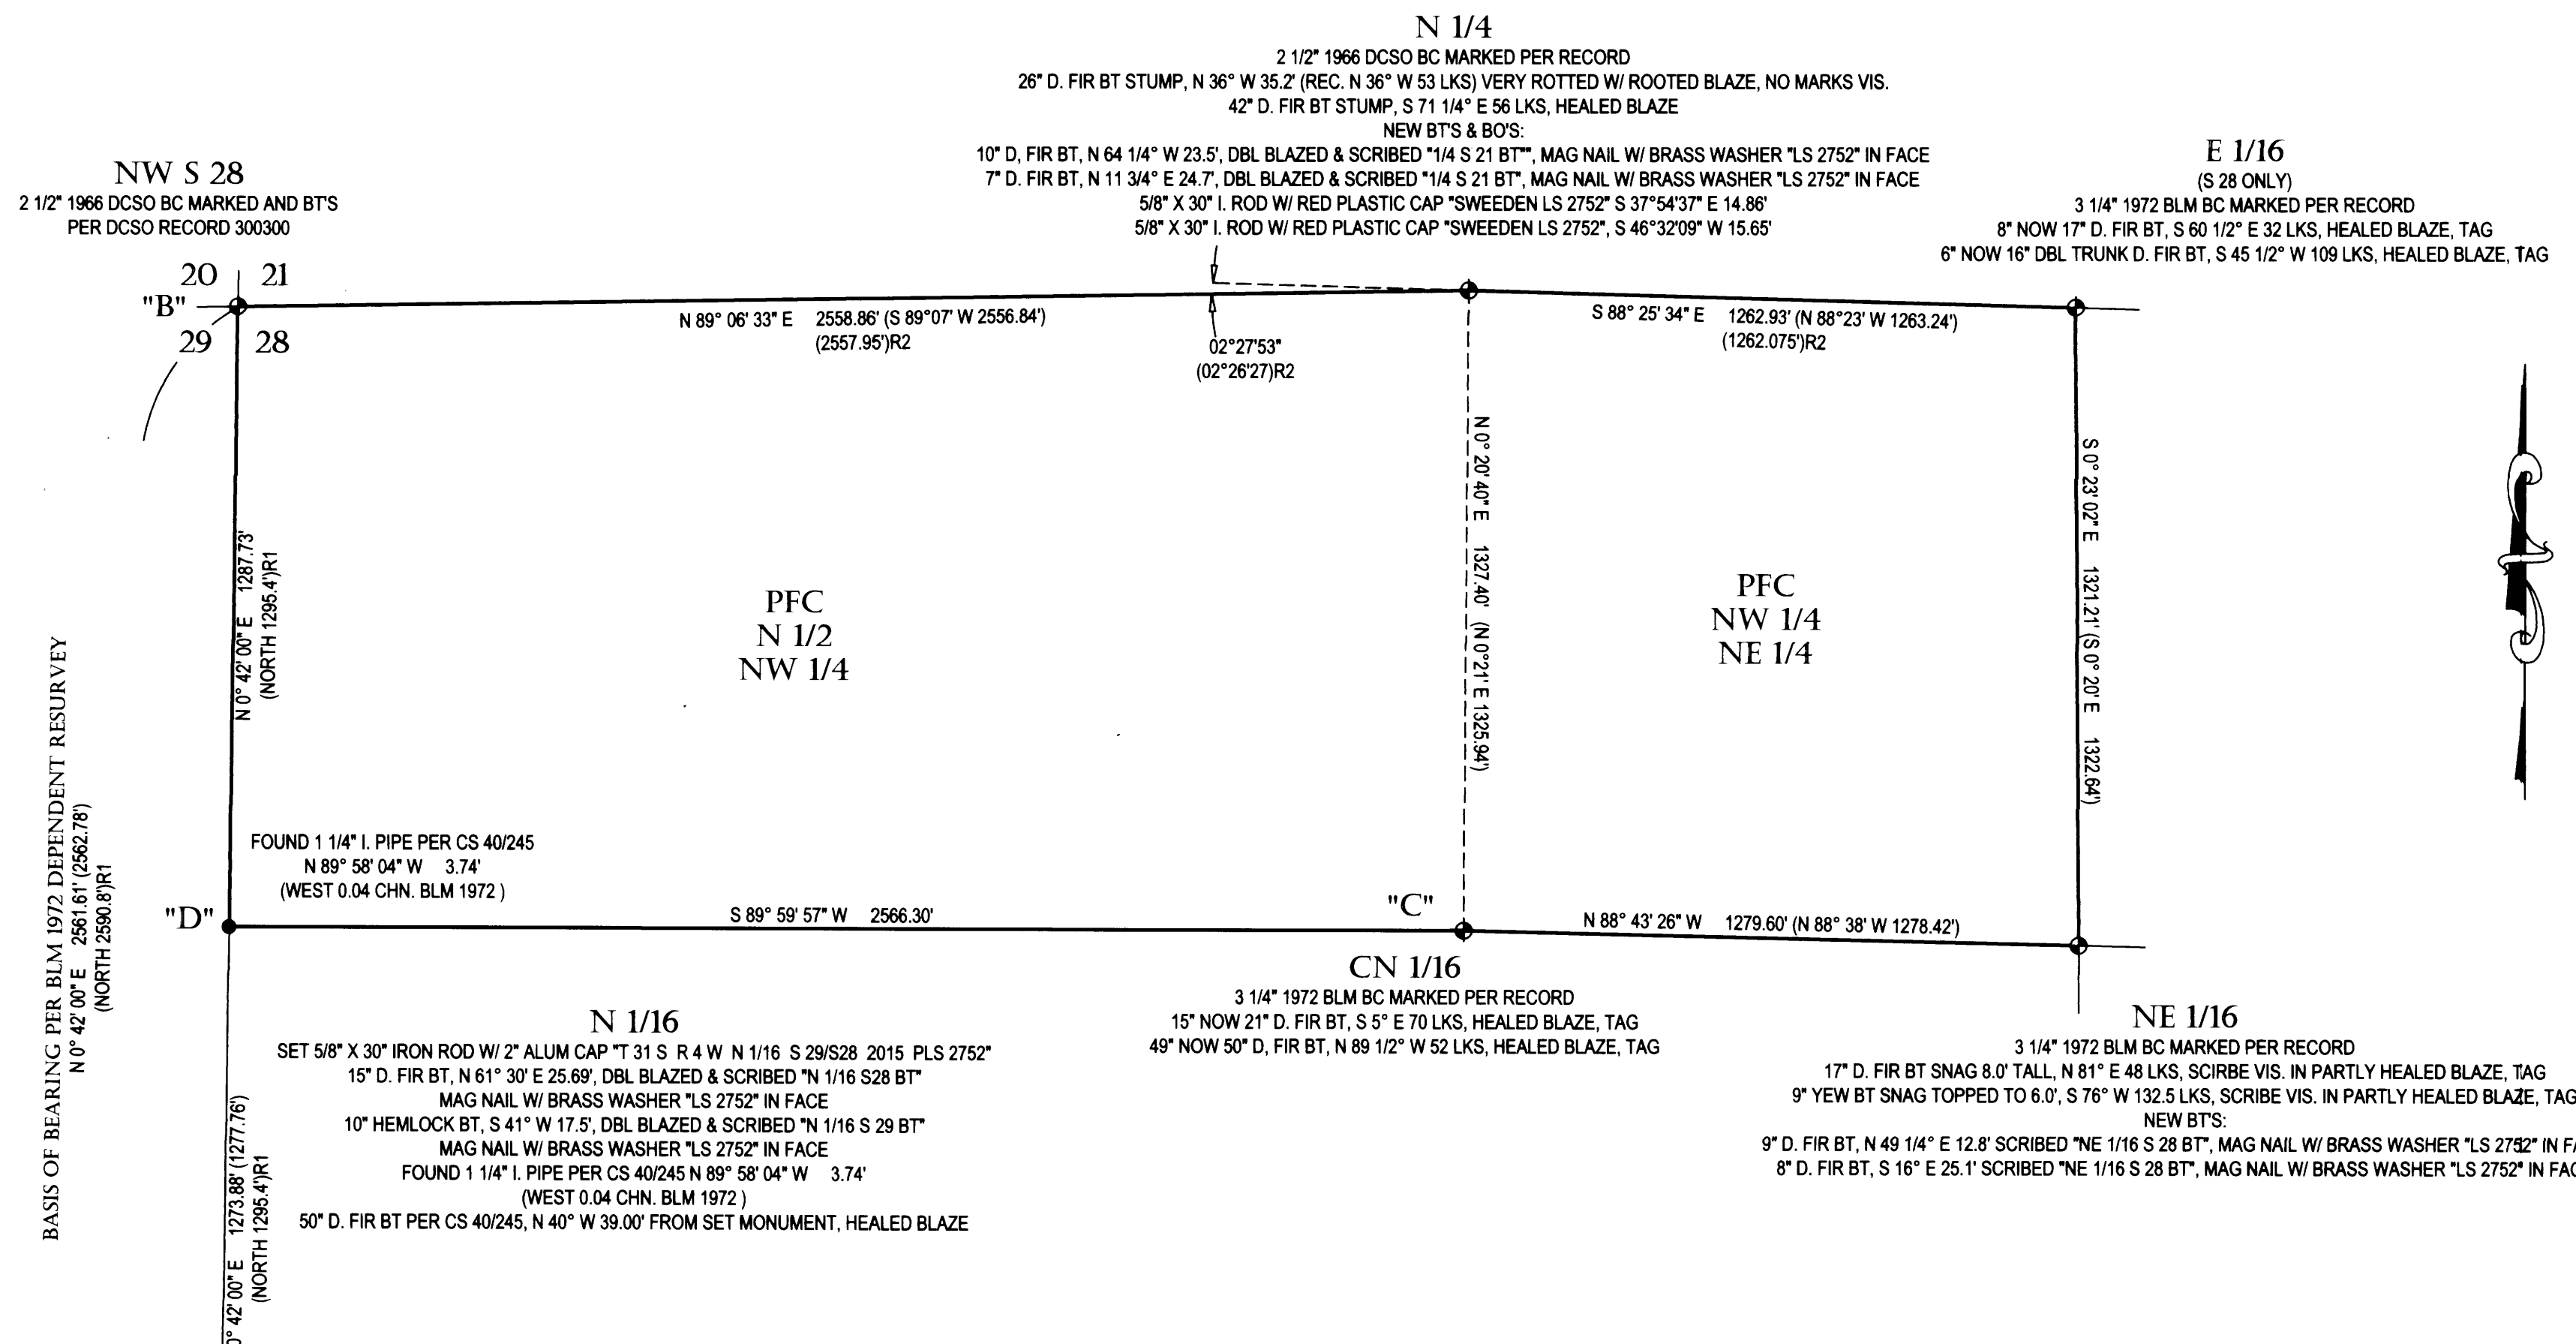 N 1/4
2 1/2" 1966 DCSO BC MARKED PER RECORD
26" D. FIR BT STUMP, N 36° W 35.2' (REC. N 36° W 53 LKS) VERY ROTTED W/ ROOTED BLAZE, NO MARKS VIS.
42" D. FIR BT STUMP, S 71 1/4° E 56 LKS, HEALED BLAZE
NEW BT'S & BO'S:
10" D, FIR BT, N 64 1/4° W 23.5', DBL BLAZED & SCRIBED "1/4 S 21 BT"", MAG NAIL W/ BRASS WASHER "LS 2752" IN FACE
7" D. FIR BT, N 11 3/4° E 24.7', DBL BLAZED & SCRIBED "1/4 S 21 BT", MAG NAIL W/ BRASS WASHER "LS 2752" IN FACE
5/8" X 30" I. ROD W/ RED PLASTIC CAP "SWEEDEN LS 2752" S 37°54'37" E 14.86'
5/8" X 30" I. ROD W/ RED PLASTIC CAP "SWEEDEN LS 2752", S 46°32'09" W 15.65'
NW S 28
2 1/2" 1966 DCSO BC MARKED AND BT'S
PER DCSO RECORD 300300
E 1/16
(S 28 ONLY)
3 1/4" 1972 BLM BC MARKED PER RECORD
8" NOW 17" D. FIR BT, S 60 1/2° E 32 LKS, HEALED BLAZE, TAG
6" NOW 16" DBL TRUNK D. FIR BT, S 45 1/2° W 109 LKS, HEALED BLAZE, TAG
20 21
"B"
29 28
N 89° 06' 33" E 2558.86' (S 89°07' W 2556.84')
(2557.95')R2
02°27'53"
(02°26'27)R2
S 88° 25' 34" E 1262.93' (N 88°23' W 1263.24')
(1262.075')R2
N 0° 42' 00" E 1287.73'
(NORTH 1295.4')R1
N 0° 20' 40" E 1327.40' (N 0°21' E 1325.94')
S 0° 23' 02" E 1321.21' (S 0° 20' E 1322.64')
PFC
N 1/2
NW 1/4
PFC
NW 1/4
NE 1/4
BASIS OF BEARING PER BLM 1972 DEPENDENT RESURVEY
N 0° 42' 00" E 2561.61' (2562.78')
(NORTH 2590.8')R1
FOUND 1 1/4" I. PIPE PER CS 40/245
N 89° 58' 04" W 3.74'
(WEST 0.04 CHN. BLM 1972 )
"D"
S 89° 59' 57" W 2566.30'
"C"
N 88° 43' 26" W 1279.60' (N 88° 38' W 1278.42')
CN 1/16
3 1/4" 1972 BLM BC MARKED PER RECORD
15" NOW 21" D. FIR BT, S 5° E 70 LKS, HEALED BLAZE, TAG
49" NOW 50" D, FIR BT, N 89 1/2° W 52 LKS, HEALED BLAZE, TAG
N 1/16
SET 5/8" X 30" IRON ROD W/ 2" ALUM CAP "T 31 S R 4 W N 1/16 S 29/S28 2015 PLS 2752"
15" D. FIR BT, N 61° 30' E 25.69', DBL BLAZED & SCRIBED "N 1/16 S28 BT"
MAG NAIL W/ BRASS WASHER "LS 2752" IN FACE
10" HEMLOCK BT, S 41° W 17.5', DBL BLAZED & SCRIBED "N 1/16 S 29 BT"
MAG NAIL W/ BRASS WASHER "LS 2752" IN FACE
FOUND 1 1/4" I. PIPE PER CS 40/245 N 89° 58' 04" W 3.74'
(WEST 0.04 CHN. BLM 1972 )
50" D. FIR BT PER CS 40/245, N 40° W 39.00' FROM SET MONUMENT, HEALED BLAZE
NE 1/16
3 1/4" 1972 BLM BC MARKED PER RECORD
17" D. FIR BT SNAG 8.0' TALL, N 81° E 48 LKS, SCIRBE VIS. IN PARTLY HEALED BLAZE, TAG
9" YEW BT SNAG TOPPED TO 6.0', S 76° W 132.5 LKS, SCRIBE VIS. IN PARTLY HEALED BLAZE, TAG
NEW BT'S:
9" D. FIR BT, N 49 1/4° E 12.8' SCRIBED "NE 1/16 S 28 BT", MAG NAIL W/ BRASS WASHER "LS 2752" IN FA
8" D. FIR BT, S 16° E 25.1' SCRIBED "NE 1/16 S 28 BT", MAG NAIL W/ BRASS WASHER "LS 2752" IN FAC
0° 42' 00" E 1273.88' (1277.76')
(NORTH 1295.4')R1